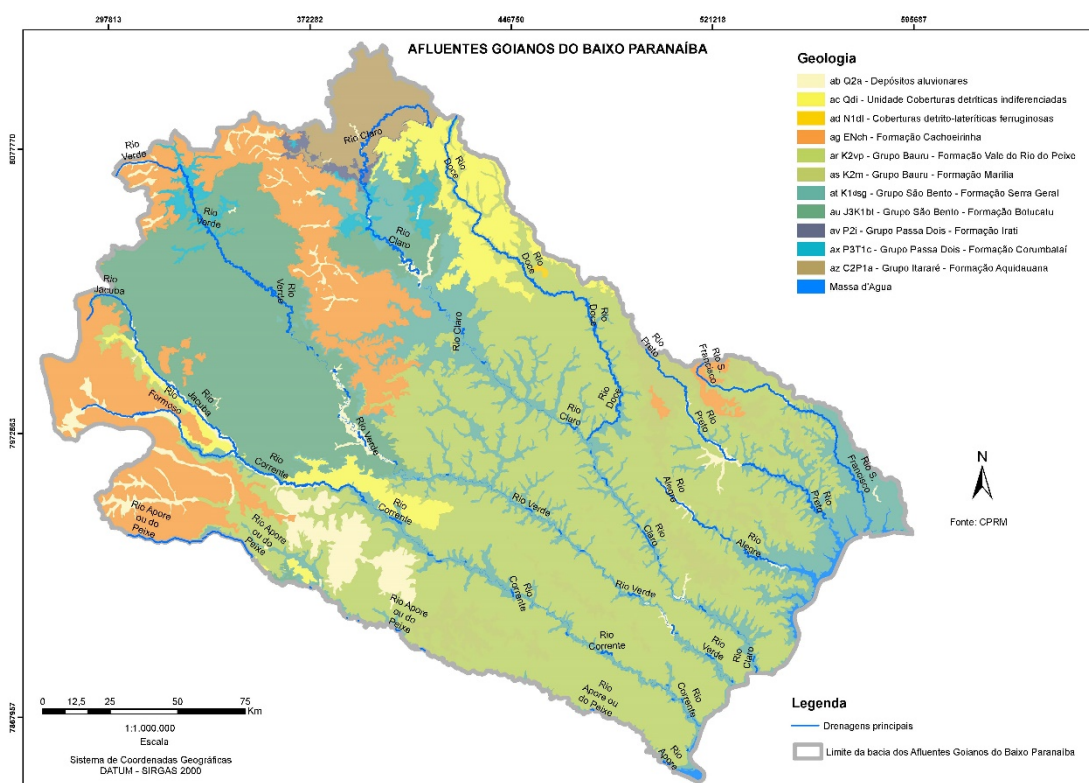 297813 372282 446750 521218 595687
AFLUENTES GOIANOS DO BAIXO PARANAÍBA
Geologia
ab Q2a - Depósitos aluvionares
ac Qdi - Unidade Coberturas detríticas indiferenciadas
ad N1dl - Coberturas detrito-lateríticas ferruginosas
ag ENch - Formação Cachoeirinha
ar K2vp - Grupo Bauru - Formação Vale do Rio do Peixe
as K2m - Grupo Bauru - Formação Marília
at K1δsg - Grupo São Bento - Formação Serra Geral
au J3K1bt - Grupo São Bento - Formação Botucatu
av P2i - Grupo Passa Dois - Formação Irati
ax P3T1c - Grupo Passa Dois - Formação Corumbataí
az C2P1a - Grupo Itararé - Formação Aquidauana
Massa d'Agua
8077770
7867957
Rio
Verde
Rio Claro
Rio
Doce
Rio
Verde
Rio
Claro
Rio
Doce
Rio
Jacuba
Rio
Verde
Rio Claro
Rio
Doce
Rio
Preto
Rio S.
Francisco
Rio
Jacuba
Rio
Formoso
Rio
Doce
Rio
Claro
Rio
Preto
Rio Verde
Rio
Corrente
Rio S.
Francisco
Rio
Alegre
Rio
Preto
Rio
Corrente
Rio
Verde
Rio Apore
ou do
Peixe
Rio Apore
ou do
Peixe
Rio
Claro
Rio
Alegre
Rio Apore
ou do
Peixe
Rio
Corrente
Rio Verde
Rio
Corrente
Rio
Verde
Rio
Claro
Rio
Apore ou
do Peixe
Rio
Corrente
Rio
Apore
N
Fonte: CPRM
0 12,5 25 50 75
Km
1:1.000.000
Escala
Sistema de Coordenadas Geográficas
DATUM - SIRGAS 2000
Legenda
Drenagens principais
Limite da bacia dos Afluentes Goianos do Baixo Paranaíba